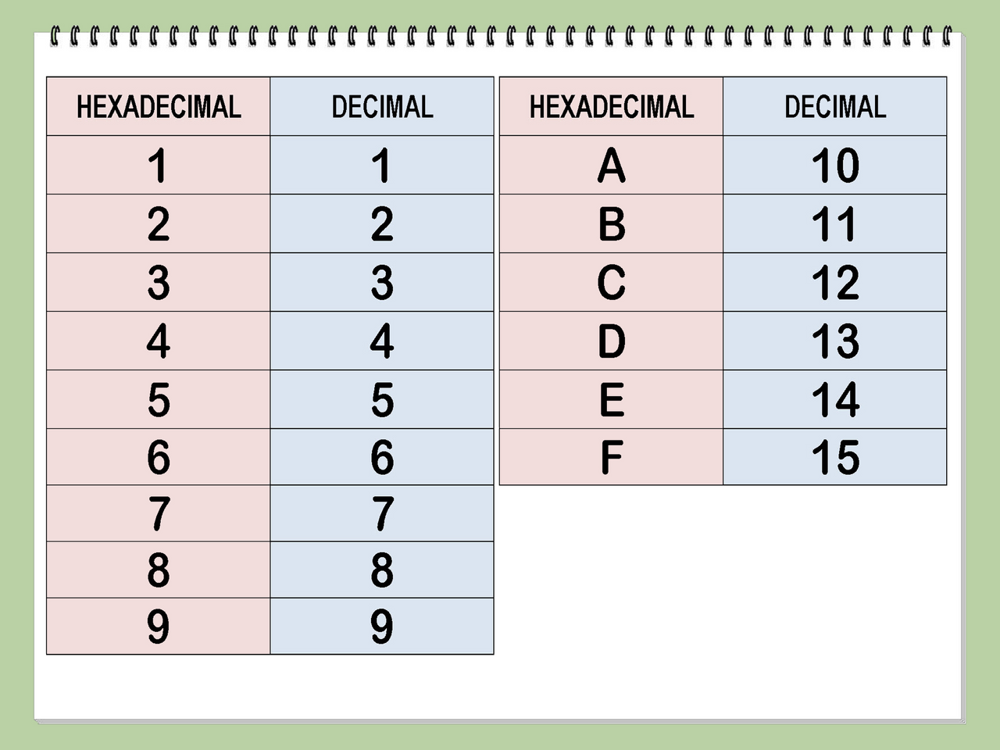 HEXADECIMAL DECIMAL
1 1
2 2
3 3
4 4
5 5
6 6
7 7
8 8
9 9
HEXADECIMAL DECIMAL
A 10
B 11
C 12
D 13
E 14
F 15